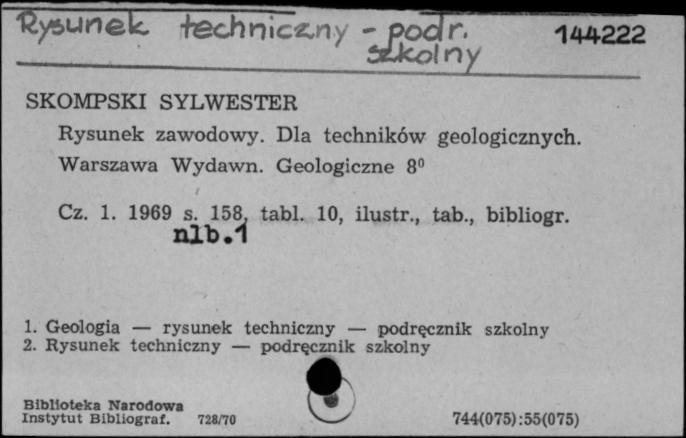 Rysunek techniczny - podr. 144222
szkolny
SKOMPSKI SYLWESTER
Rysunek zawodowy. Dla techników geologicznych.
Warszawa Wydawn. Geologiczne 8⁰
Cz. 1. 1969 s. 158, tabl. 10, ilustr., tab., bibliogr.
nlb.1
1. Geologia — rysunek techniczny — podręcznik szkolny
2. Rysunek techniczny — podręcznik szkolny
Biblioteka Narodowa
Instytut Bibliograf. 728/70 744(075):55(075)